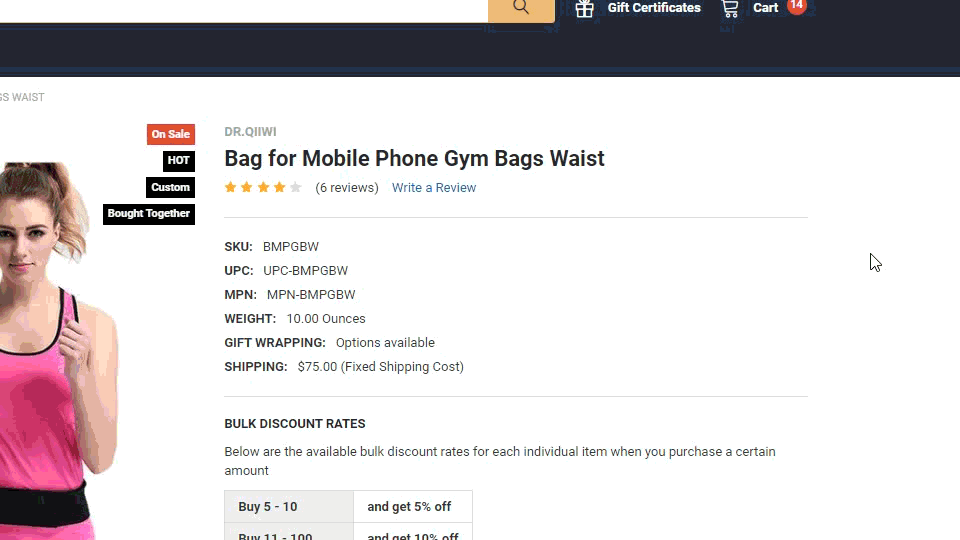 Gift Certificates
Cart 14
GS WAIST
On Sale
HOT
Custom
Bought Together
DR.QIIWI
Bag for Mobile Phone Gym Bags Waist
(6 reviews) Write a Review
SKU: BMPGBW
UPC: UPC-BMPGBW
MPN: MPN-BMPGBW
WEIGHT: 10.00 Ounces
GIFT WRAPPING: Options available
SHIPPING: $75.00 (Fixed Shipping Cost)
BULK DISCOUNT RATES
Below are the available bulk discount rates for each individual item when you purchase a certain
amount
Buy 5 - 10 and get 5% off
Buy 11 - 100 and get 10% off